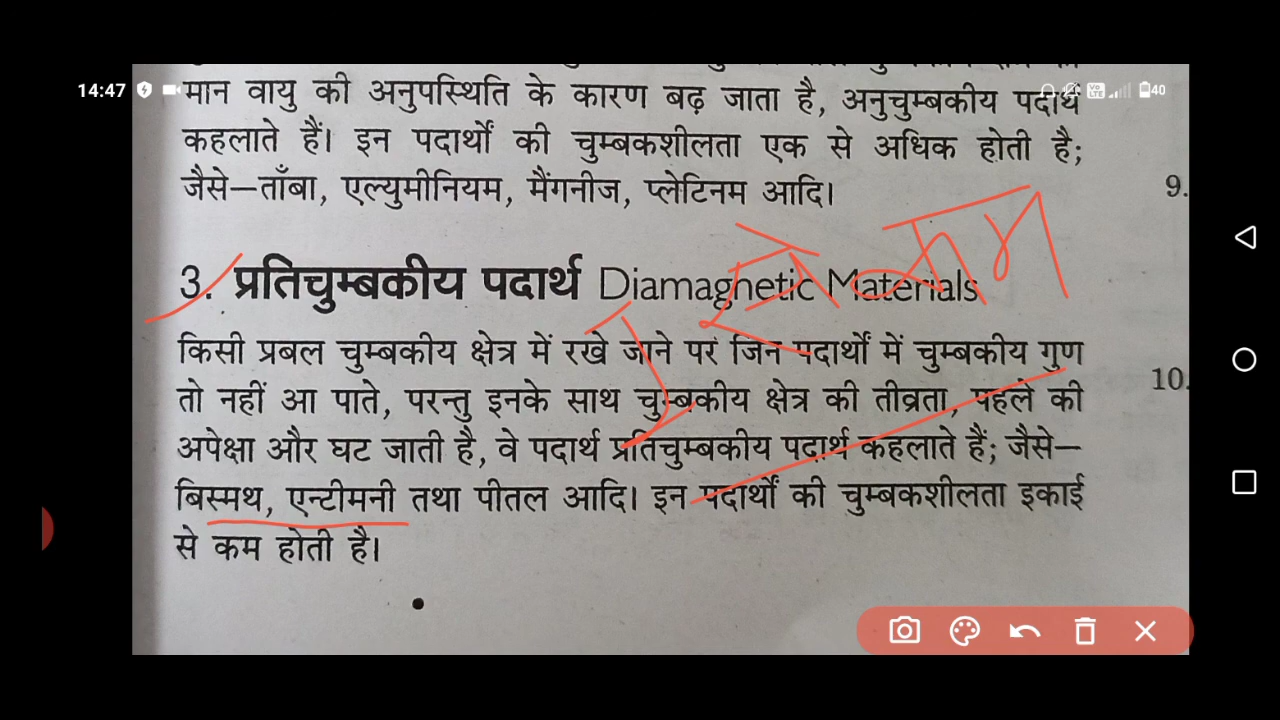 14:47
40
मान वायु की अनुपस्थिति के कारण बढ़ जाता है, अनुचुम्बकीय पदार्थ
कहलाते हैं। इन पदार्थों की चुम्बकशीलता एक से अधिक होती है;
जैसे–ताँबा, एल्युमीनियम, मैंगनीज, प्लेटिनम आदि।
9.
3. प्रतिचुम्बकीय पदार्थ Diamagnetic Materials
किसी प्रबल चुम्बकीय क्षेत्र में रखे जाने पर जिन पदार्थों में चुम्बकीय गुण
तो नहीं आ पाते, परन्तु इनके साथ चुम्बकीय क्षेत्र की तीव्रता, पहले की
10.
अपेक्षा और घट जाती है, वे पदार्थ प्रतिचुम्बकीय पदार्थ कहलाते हैं; जैसे–
बिस्मथ, एन्टीमनी तथा पीतल आदि। इन पदार्थों की चुम्बकशीलता इकाई
से कम होती है।